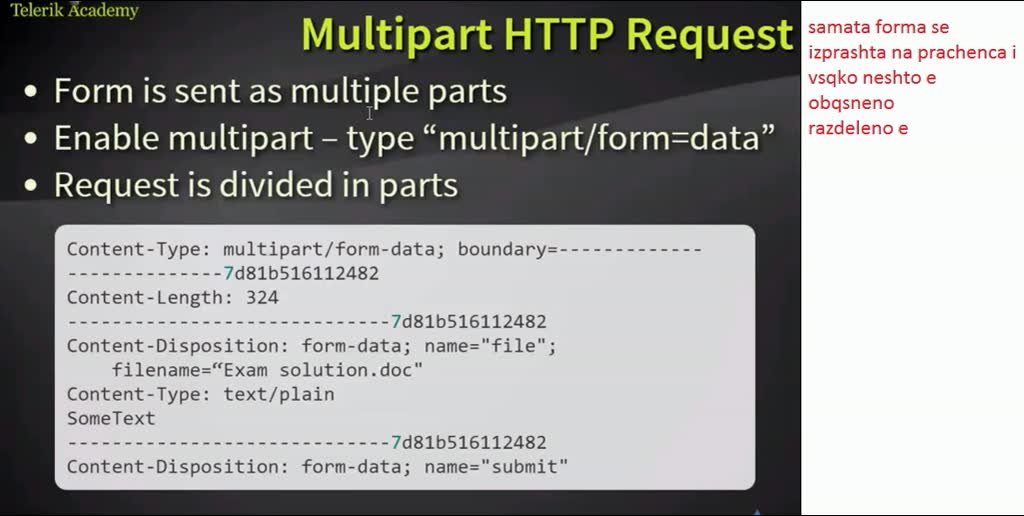 Telerik Academy
Multipart HTTP Request
• Form is sent as multiple parts
• Enable multipart – type “multipart/form=data”
• Request is divided in parts
Content-Type: multipart/form-data; boundary=-------------
--------------7d81b516112482
Content-Length: 324
-----------------------------7d81b516112482
Content-Disposition: form-data; name="file";
filename=“Exam solution.doc"
Content-Type: text/plain
SomeText
-----------------------------7d81b516112482
Content-Disposition: form-data; name="submit"
samata forma se
izprashta na prachenca i
vsqko neshto e
obqsneno
razdeleno e